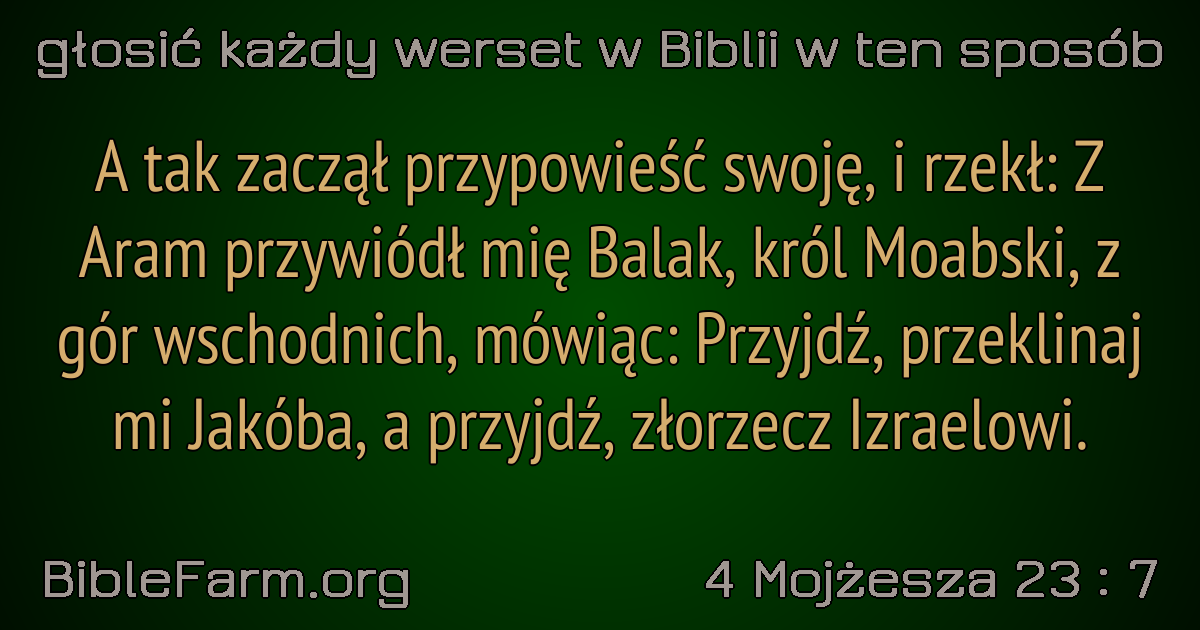 głosić każdy werset w Biblii w ten sposób
A tak zaczął przypowieść swoję, i rzekł: Z
Aram przywiódł mię Balak, król Moabski, z
gór wschodnich, mówiąc: Przyjdź, przeklinaj
mi Jakóba, a przyjdź, złorzecz Izraelowi.
BibleFarm.org
4 Mojżesza 23 : 7